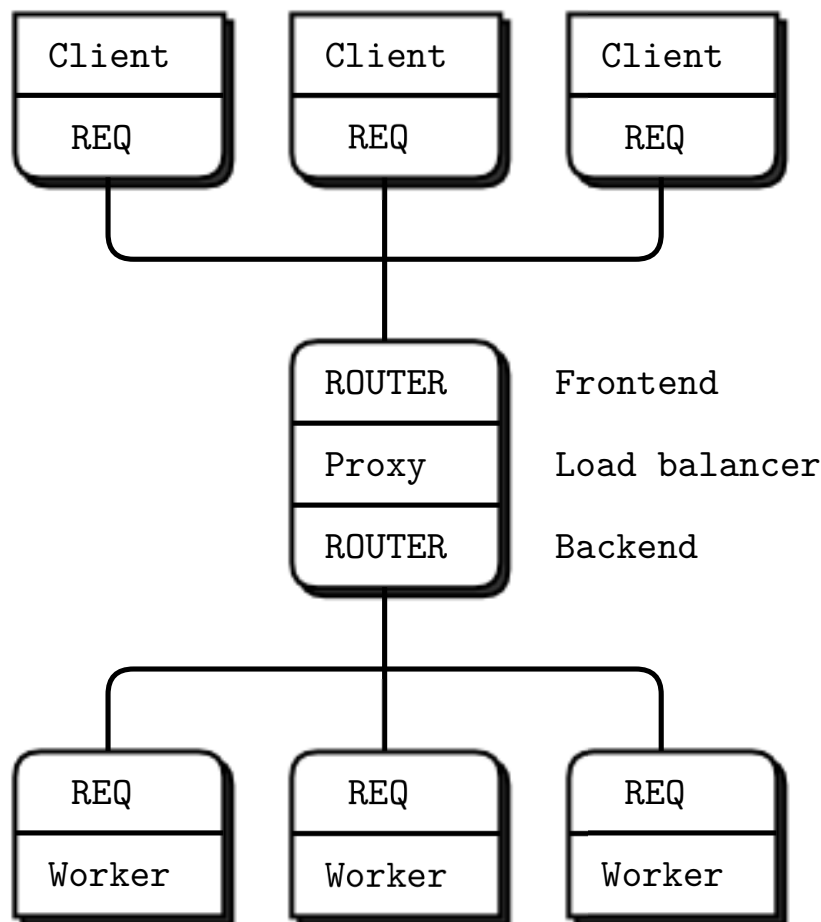 Client Client Client
REQ REQ REQ
ROUTER Frontend
Proxy Load balancer
ROUTER Backend
REQ REQ REQ
Worker Worker Worker